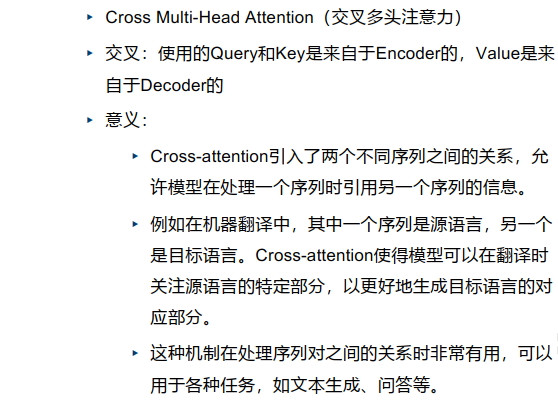 Cross Multi-Head Attention（交叉多头注意力）
交叉：使用的Query和Key是来自于Encoder的，Value是来
自于Decoder的
意义：
Cross-attention引入了两个不同序列之间的关系，允
许模型在处理一个序列时引用另一个序列的信息。
例如在机器翻译中，其中一个序列是源语言，另一个
是目标语言。Cross-attention使得模型可以在翻译时
关注源语言的特定部分，以更好地生成目标语言的对
应部分。
这种机制在处理序列对之间的关系时非常有用，可以
用于各种任务，如文本生成、问答等。